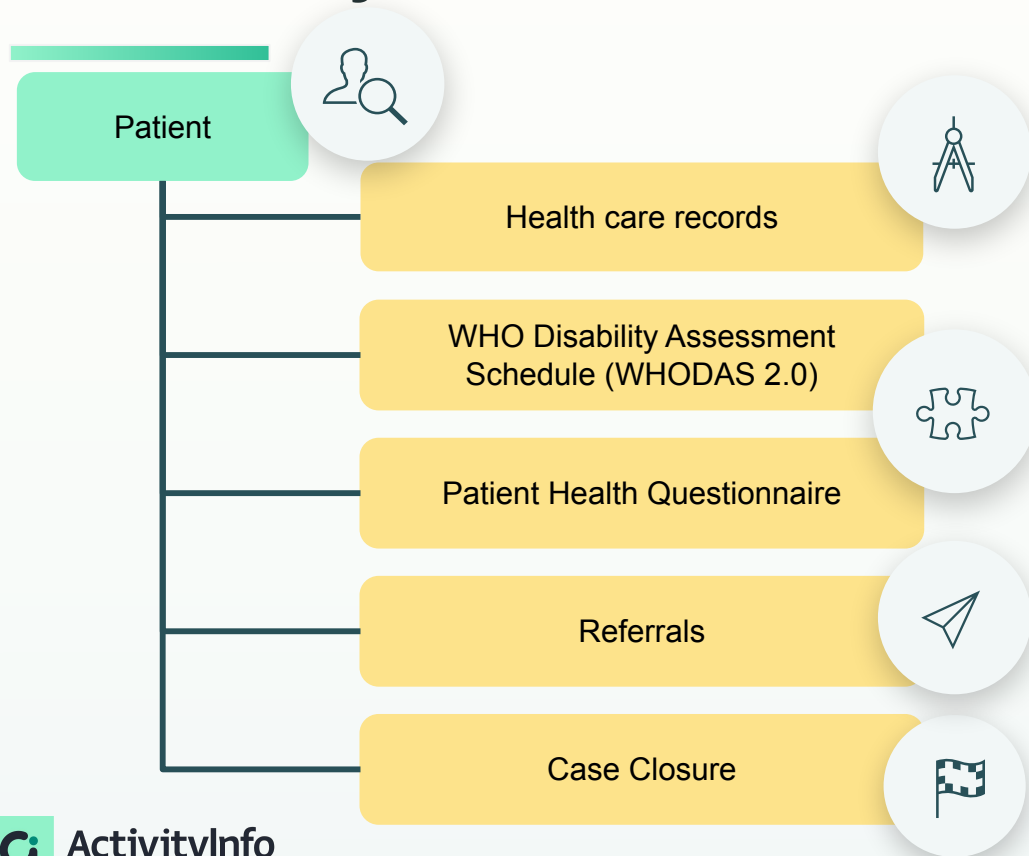 Patient
Health care records
WHO Disability Assessment
Schedule (WHODAS 2.0)
Patient Health Questionnaire
Referrals
Case Closure
ActivityInfo